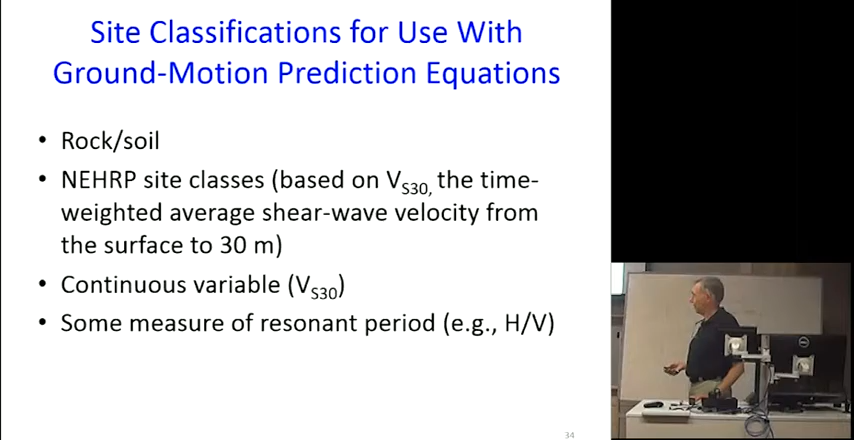 Site Classifications for Use With
Ground-Motion Prediction Equations
• Rock/soil
• NEHRP site classes (based on VS30, the time-
weighted average shear-wave velocity from
the surface to 30 m)
• Continuous variable (VS30)
• Some measure of resonant period (e.g., H/V)
34